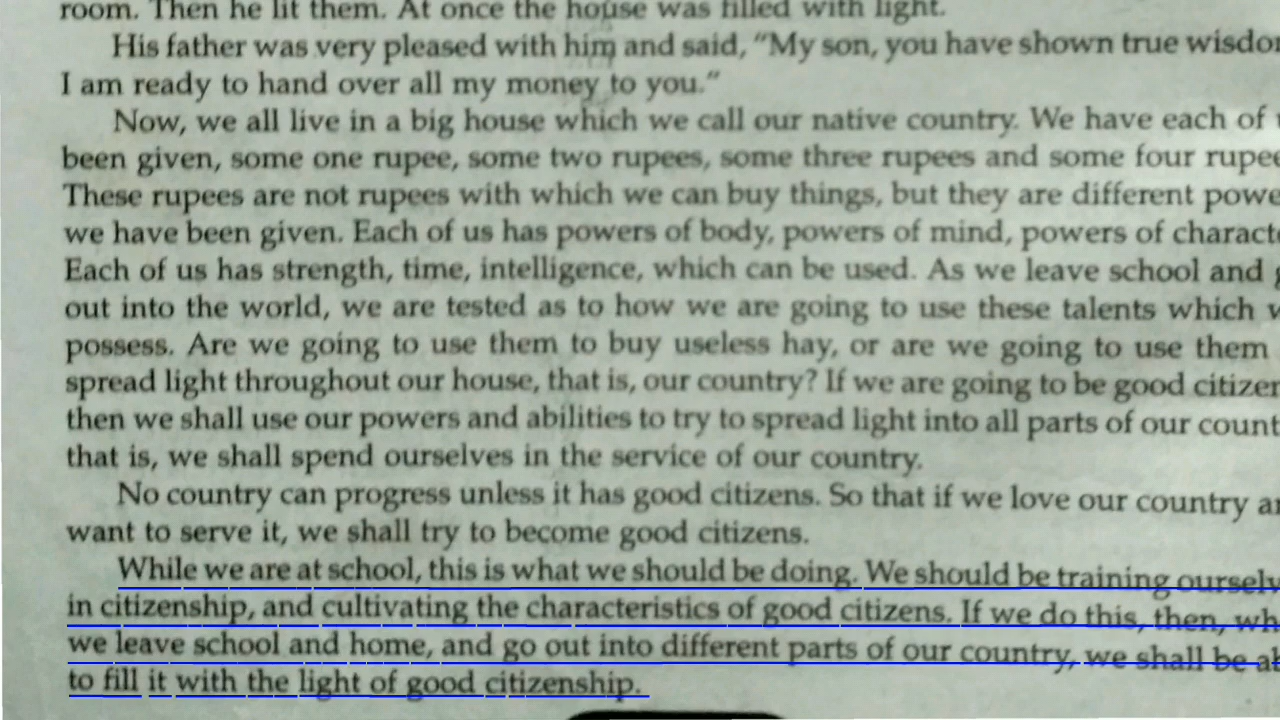 room. Then he lit them. At once the house was filled with light.
His father was very pleased with him and said, "My son, you have shown true
I am ready to hand over all my money to you."
Now, we all live in a big house which we call our native country. We have each of
been given, some one rupee, some two rupees, some three rupees and some four
These rupees are not rupees with which we can buy things, but they are different
we have been given. Each of us has powers of body, powers of mind, powers of
Each of us has strength, time, intelligence, which can be used. As we leave school and
out into the world, we are tested as to how we are going to use these talents which
possess. Are we going to use them to buy useless hay, or are we going to use them
spread light throughout our house, that is, our country? If we are going to be good
then we shall use our powers and abilities to try to spread light into all parts of our
that is, we shall spend ourselves in the service of our country.
No country can progress unless it has good citizens. So that if we love our country
want to serve it, we shall try to become good citizens.
While we are at school, this is what we should be doing. We should be training
in citizenship, and cultivating the characteristics of good citizens. If we do this, then,
we leave school and home, and go out into different parts of our country, we shall be
to fill it with the light of good citizenship.